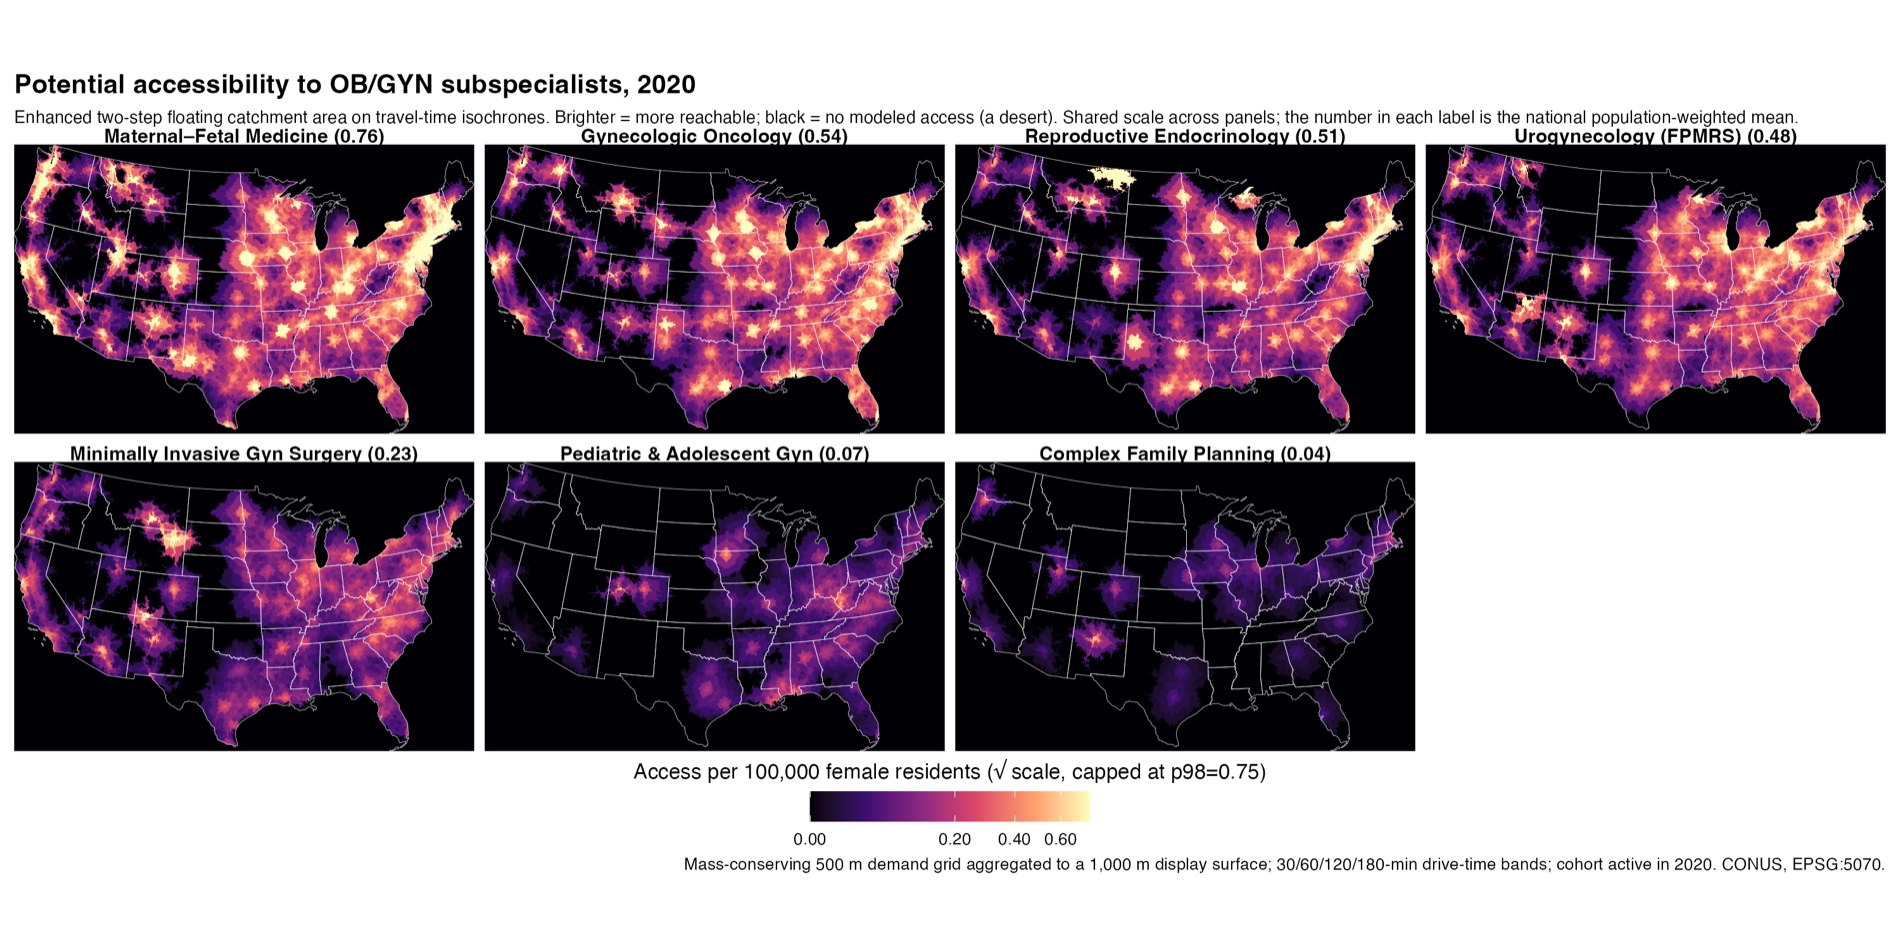 Potential accessibility to OB/GYN subspecialists, 2020
Enhanced two-step floating catchment area on travel-time isochrones. Brighter = more reachable; black = no modeled access (a desert). Shared scale across panels; the number in each label is the national population-weighted mean.
Maternal–Fetal Medicine (0.76)
Gynecologic Oncology (0.54)
Reproductive Endocrinology (0.51)
Urogynecology (FPMRS) (0.48)
Minimally Invasive Gyn Surgery (0.23)
Pediatric & Adolescent Gyn (0.07)
Complex Family Planning (0.04)
Access per 100,000 female residents (√ scale, capped at p98=0.75)
0.00 0.20 0.40 0.60
Mass-conserving 500 m demand grid aggregated to a 1,000 m display surface; 30/60/120/180-min drive-time bands; cohort active in 2020. CONUS, EPSG:5070.